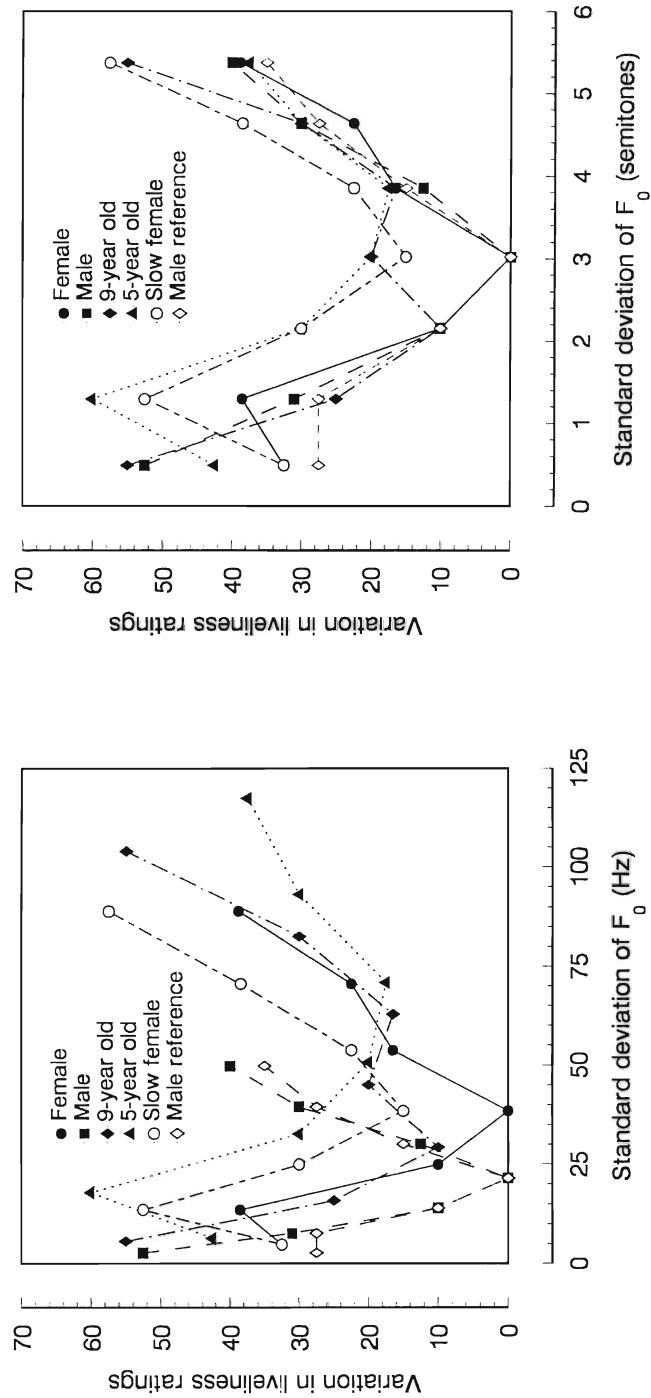 70
60
50
40
30
20
10
0
Variation in liveliness ratings
Female
Male
9-year old
5-year old
Slow female
Male reference
0 25 50 75 100 125
Standard deviation of F0 (Hz)
70
60
50
40
30
20
10
0
Variation in liveliness ratings
Female
Male
9-year old
5-year old
Slow female
Male reference
0 1 2 3 4 5 6
Standard deviation of F0 (semitones)